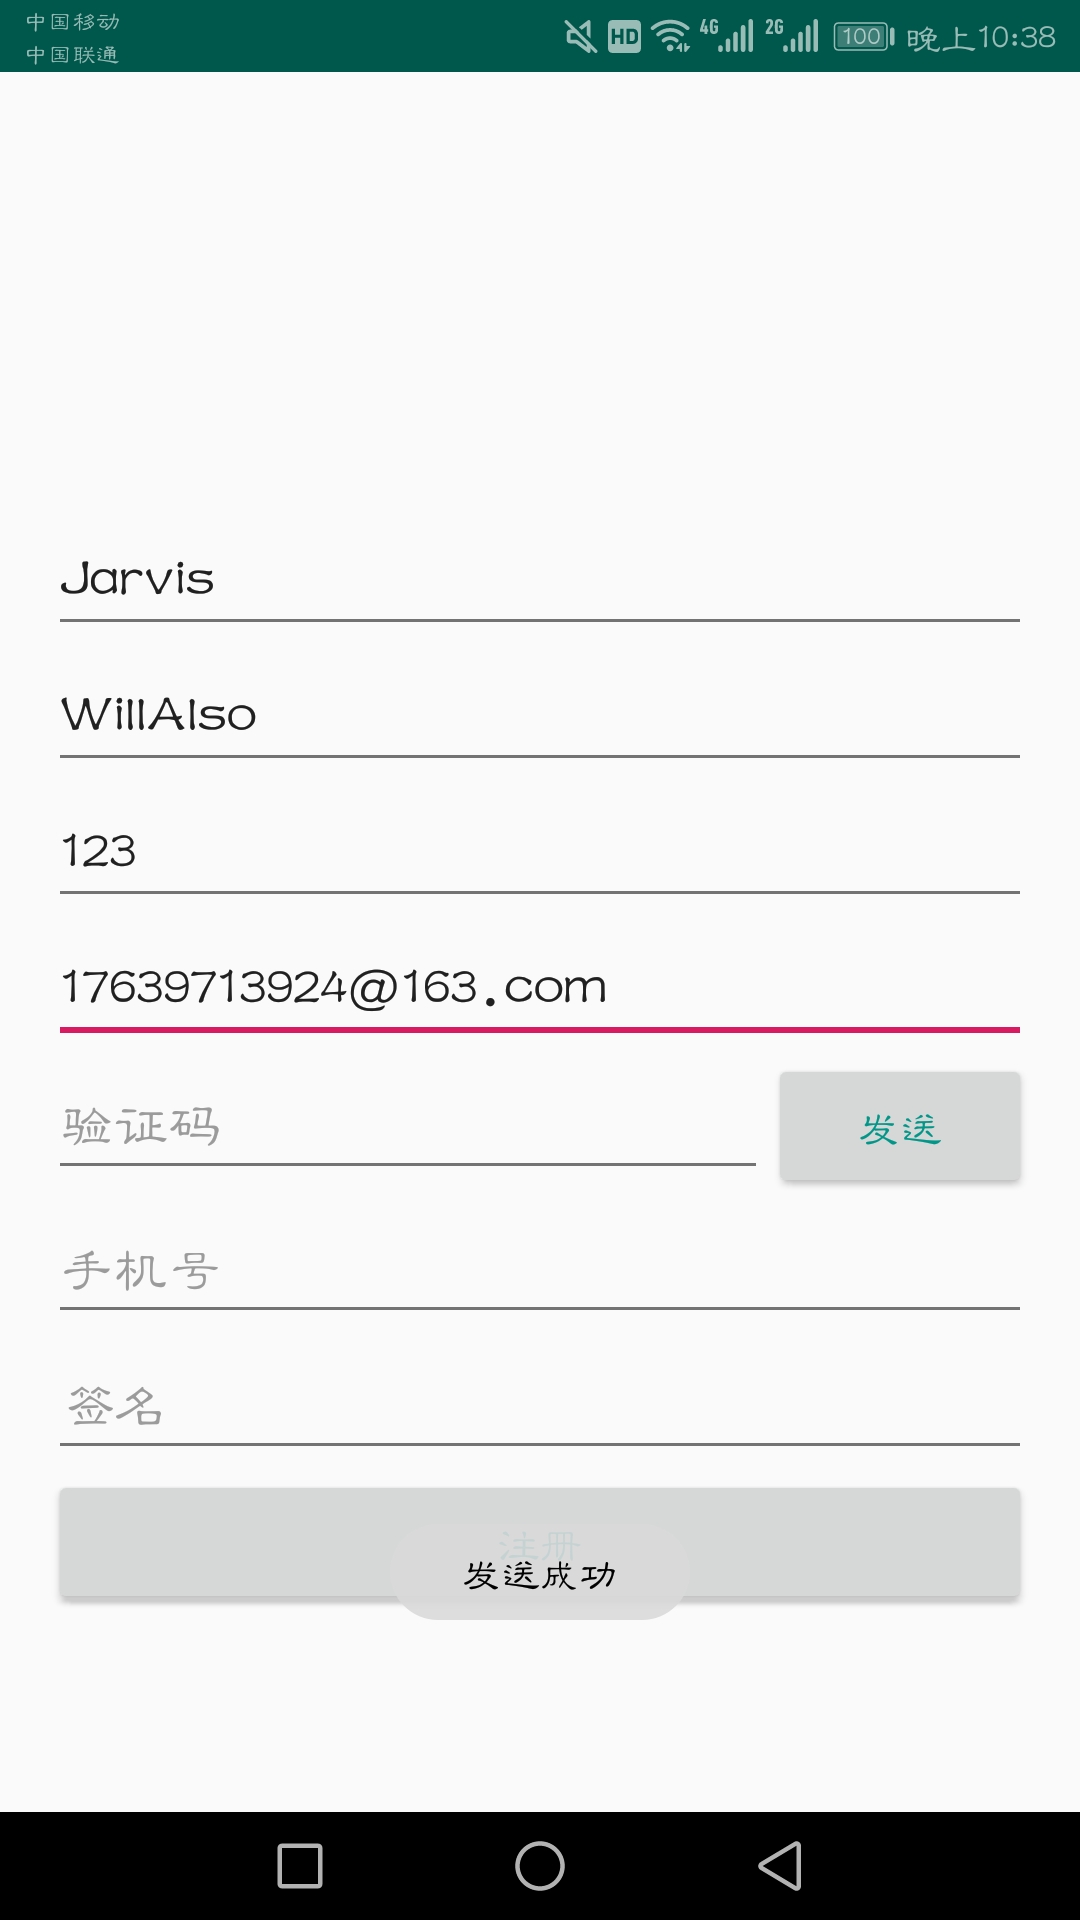 中国移动
中国联通
HD 4G 2G 100 晚上10:38
Jarvis
WillAlso
123
17639713924@163.com
验证码
发送
手机号
签名
注册
发送成功